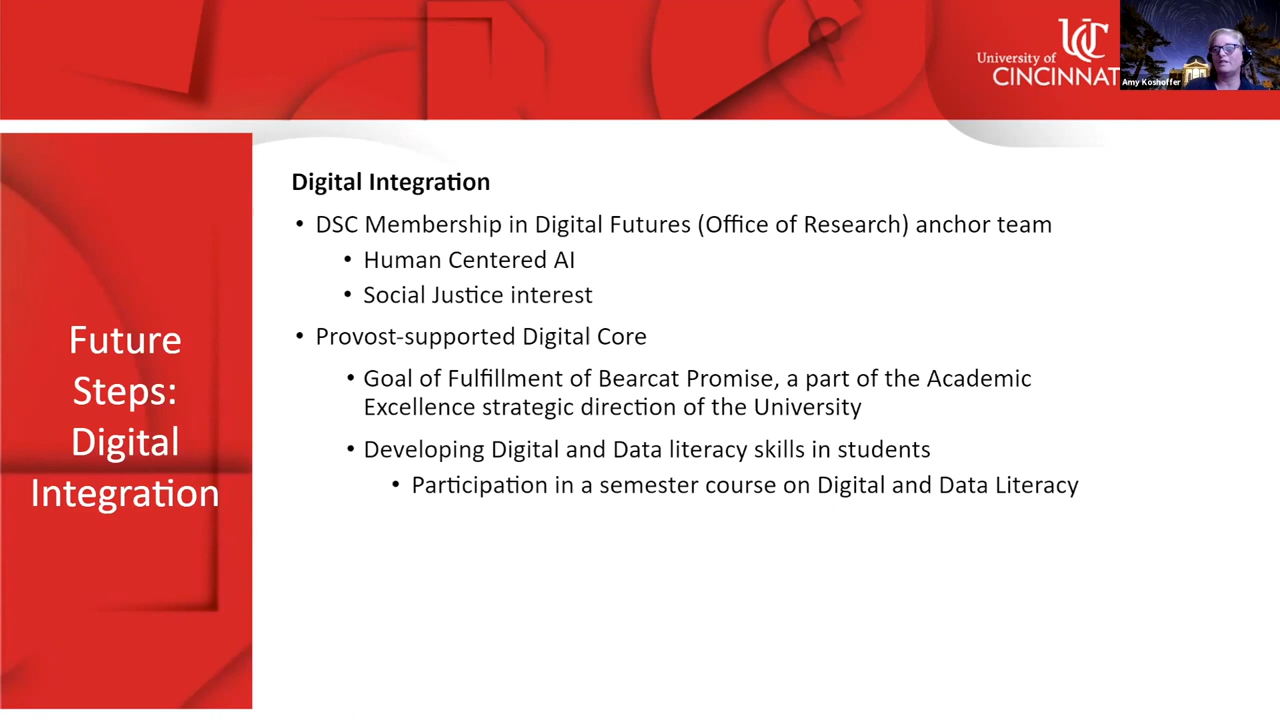 UC
University of
CINCINNAT
Amy Koshoffer
Future
Steps:
Digital
Integration
Digital Integration
• DSC Membership in Digital Futures (Office of Research) anchor team
• Human Centered AI
• Social Justice interest
• Provost-supported Digital Core
• Goal of Fulfillment of Bearcat Promise, a part of the Academic
Excellence strategic direction of the University
• Developing Digital and Data literacy skills in students
• Participation in a semester course on Digital and Data Literacy